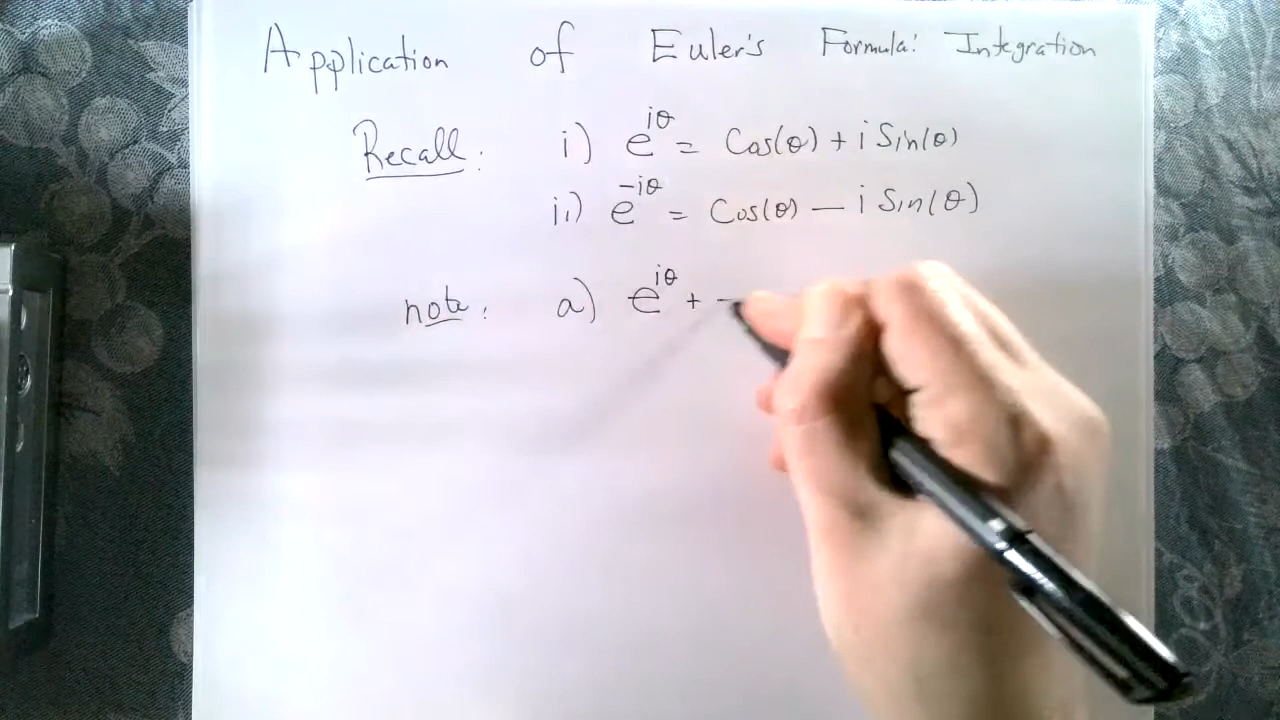 Application of Euler's Formula: Integration
Recall: i) e^{iθ} = Cos(θ) + i Sin(θ)
ii) e^{-iθ} = Cos(θ) — i Sin(θ)
note: a) e^{iθ} +